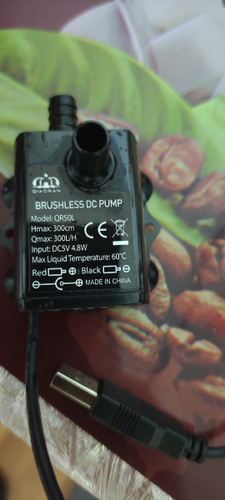 QIAORAN
BRUSHLESS DC PUMP
Model: QR50L
Hmax: 300cm
Qmax: 300L/H
Input: DC5V 4.8W
Max Liquid Temperature: 60℃
Red ⊕ Black ⊖
MADE IN CHINA